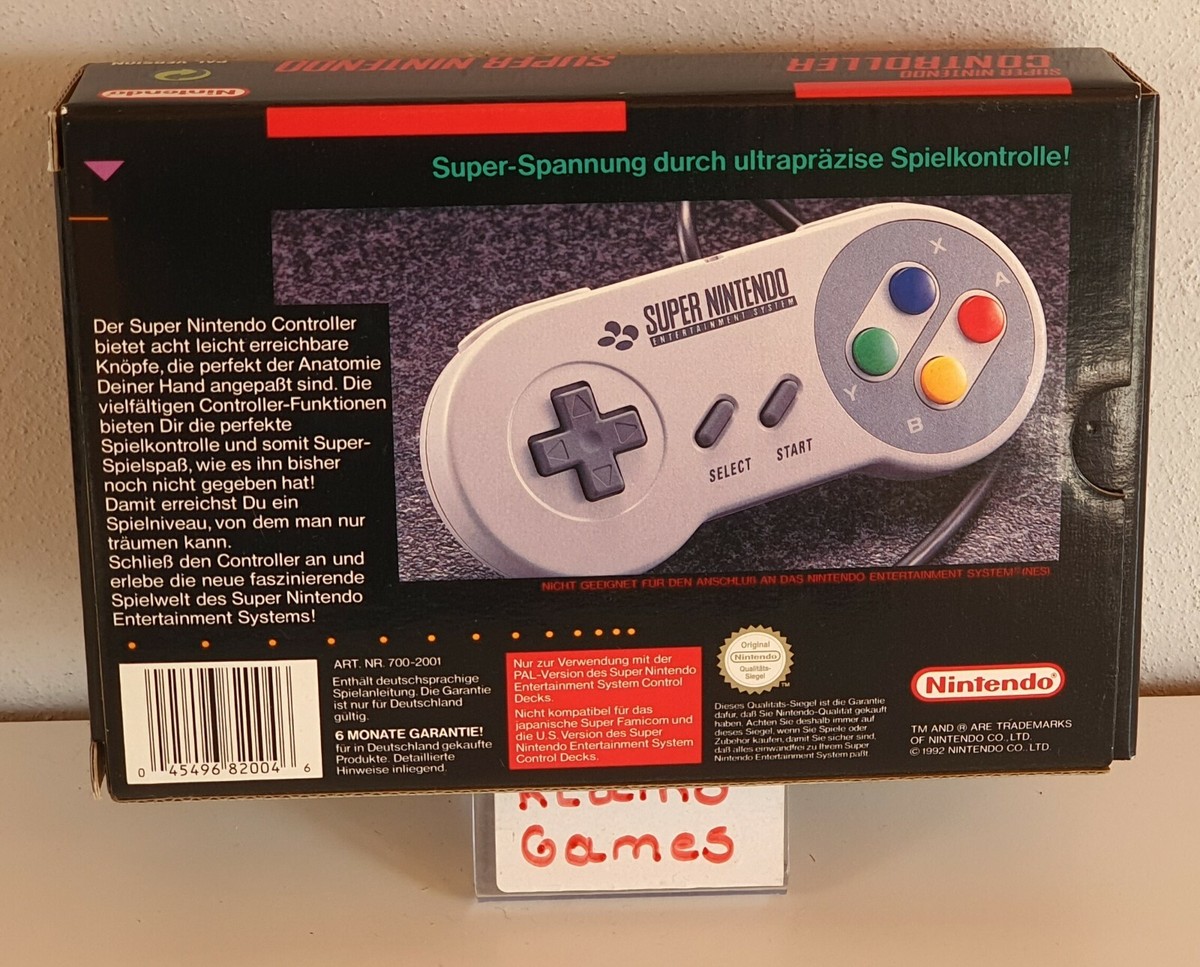 PAL VERSION
Nintendo
SUPER NINTENDO
SUPER NINTENDO
CONTROLLER
Super-Spannung durch ultrapräzise Spielkontrolle!
SUPER NINTENDO
ENTERTAINMENT SYSTEM
X
A
Y
B
SELECT
START
Der Super Nintendo Controller
bietet acht leicht erreichbare
Knöpfe, die perfekt der Anatomie
Deiner Hand angepaßt sind. Die
vielfältigen Controller-Funktionen
bieten Dir die perfekte
Spielkontrolle und somit Super-
Spielspaß, wie es ihn bisher
noch nicht gegeben hat!
Damit erreichst Du ein
Spielniveau, von dem man nur
träumen kann.
Schließ den Controller an und
erlebe die neue faszinierende
Spielwelt des Super Nintendo
Entertainment Systems!
NICHT GEEIGNET FÜR DEN ANSCHLUß AN DAS NINTENDO ENTERTAINMENT SYSTEM® (NES)
0 45496 82004 6
ART. NR. 700-2001
Enthält deutschsprachige
Spielanleitung. Die Garantie
ist nur für Deutschland
gültig.
6 MONATE GARANTIE!
für in Deutschland gekaufte
Produkte. Detaillierte
Hinweise inliegend.
Nur zur Verwendung mit der
PAL-Version des Super Nintendo
Entertainment System Control
Decks.
Nicht kompatibel für das
japanische Super Famicom und
die U.S. Version des Super
Nintendo Entertainment System
Control Decks.
Original
Nintendo
Qualitäts-
Siegel
TM
Dieses Qualitäts-Siegel ist die Garantie
dafür, daß Sie Nintendo-Qualität gekauft
haben. Achten Sie deshalb immer auf
dieses Siegel, wenn Sie Spiele oder
Zubehör kaufen, damit Sie sicher sind,
daß alles einwandfrei zu Ihrem Super
Nintendo Entertainment System paßt.
Nintendo®
TM AND ® ARE TRADEMARKS
OF NINTENDO CO., LTD.
© 1992 NINTENDO CO., LTD.
Games